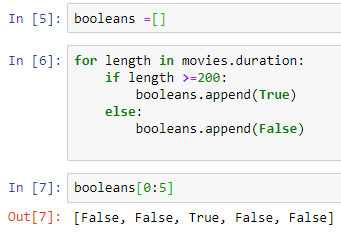 In [5]: booleans =[]
In [6]: for length in movies.duration:
    if length >=200:
        booleans.append(True)
    else:
        booleans.append(False)
In [7]: booleans[0:5]
Out[7]: [False, False, True, False, False]